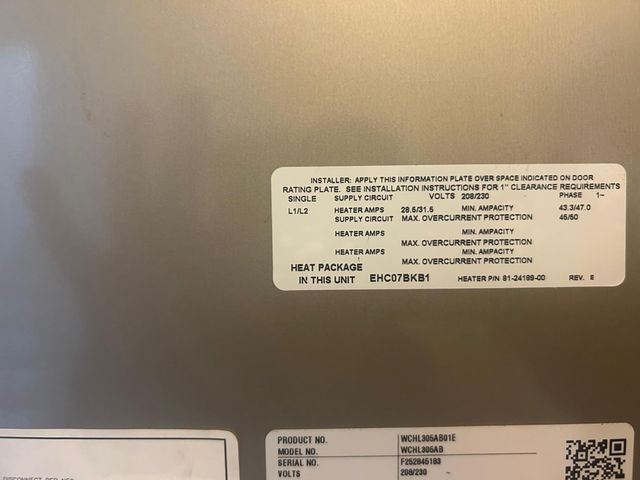 INSTALLER: APPLY THIS INFORMATION PLATE OVER SPACE INDICATED ON DOOR
RATING PLATE. SEE INSTALLATION INSTRUCTIONS FOR 1" CLEARANCE REQUIREMENTS
SINGLE SUPPLY CIRCUIT VOLTS 208/230 PHASE 1~
L1/L2 HEATER AMPS 28.5/31.5 MIN. AMPACITY 43.3/47.0
SUPPLY CIRCUIT MAX. OVERCURRENT PROTECTION 45/50
HEATER AMPS MIN. AMPACITY
MAX. OVERCURRENT PROTECTION
HEATER AMPS MIN. AMPACITY
MAX. OVERCURRENT PROTECTION
HEAT PACKAGE
IN THIS UNIT EHC07BKB1 HEATER P/N 81-24189-00 REV. E
PRODUCT NO. WCHL305AB01E
MODEL NO. WCHL305AB
SERIAL NO. F252845183
VOLTS 208/230 ~